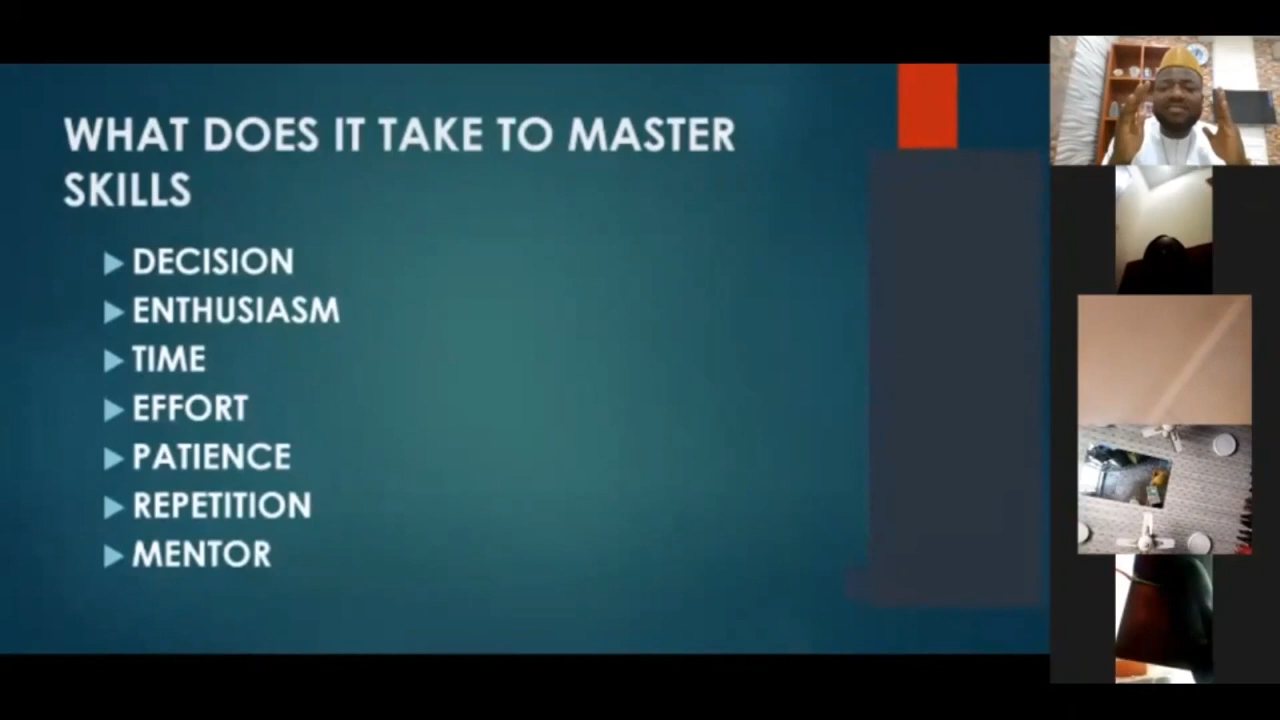 WHAT DOES IT TAKE TO MASTER
SKILLS
DECISION
ENTHUSIASM
TIME
EFFORT
PATIENCE
REPETITION
MENTOR